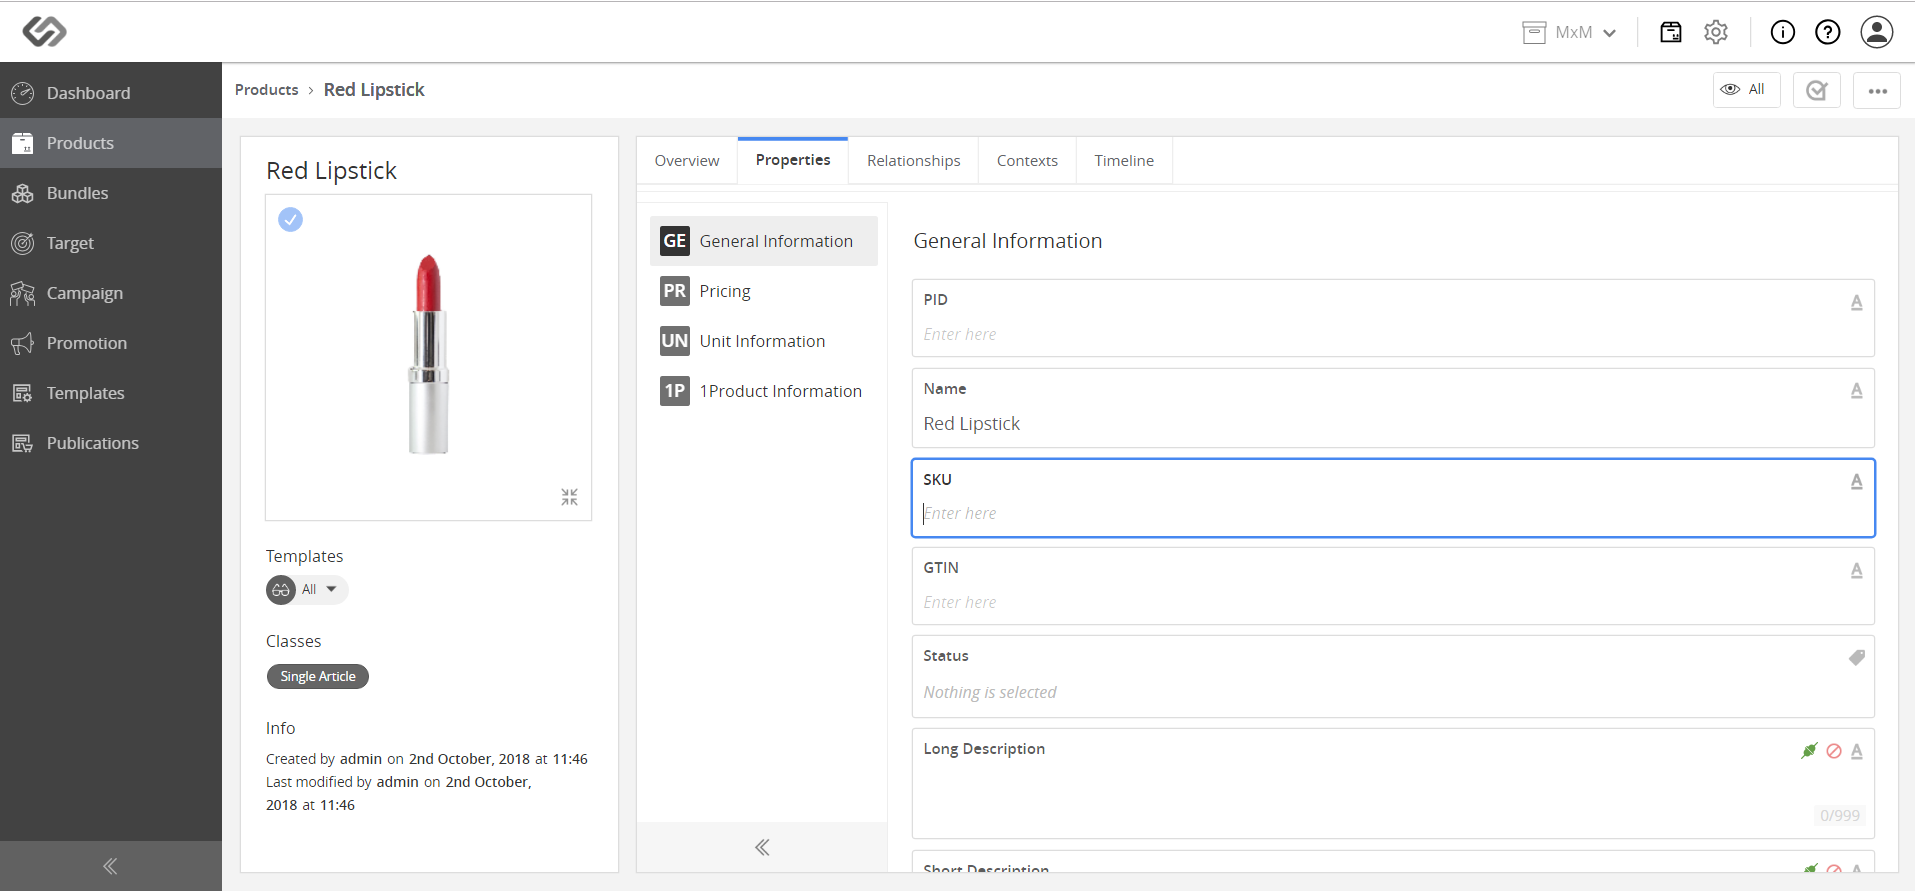 MxM
Dashboard
Products
Bundles
Target
Campaign
Promotion
Templates
Publications
Products › Red Lipstick
All
Red Lipstick
Templates
All
Classes
Single Article
Info
Created by admin on 2nd October, 2018 at 11:46
Last modified by admin on 2nd October,
2018 at 11:46
Overview
Properties
Relationships
Contexts
Timeline
GE General Information
PR Pricing
UN Unit Information
1P 1Product Information
General Information
PID
Enter here
Name
Red Lipstick
SKU
Enter here
GTIN
Enter here
Status
Nothing is selected
Long Description
0/999
Short Description